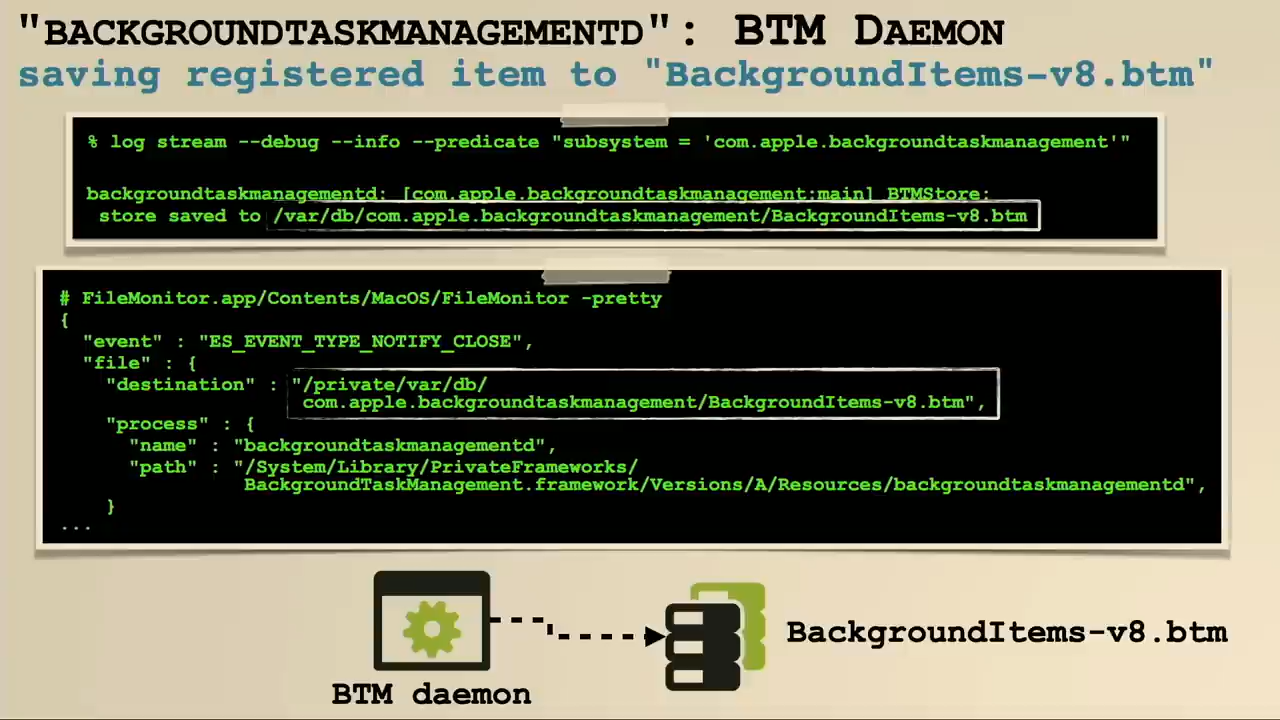 "BACKGROUNDTASKMANAGEMENTD": BTM DAEMON
saving registered item to "BackgroundItems-v8.btm"
% log stream --debug --info --predicate "subsystem = 'com.apple.backgroundtaskmanagement'"
backgroundtaskmanagementd: [com.apple.backgroundtaskmanagement:main] BTMStore:
store saved to /var/db/com.apple.backgroundtaskmanagement/BackgroundItems-v8.btm
# FileMonitor.app/Contents/MacOS/FileMonitor -pretty
{
"event" : "ES_EVENT_TYPE_NOTIFY_CLOSE",
"file" : {
"destination" : "/private/var/db/
com.apple.backgroundtaskmanagement/BackgroundItems-v8.btm",
"process" : {
"name" : "backgroundtaskmanagementd",
"path" : "/System/Library/PrivateFrameworks/
BackgroundTaskManagement.framework/Versions/A/Resources/backgroundtaskmanagementd",
}
...
BackgroundItems-v8.btm
BTM daemon